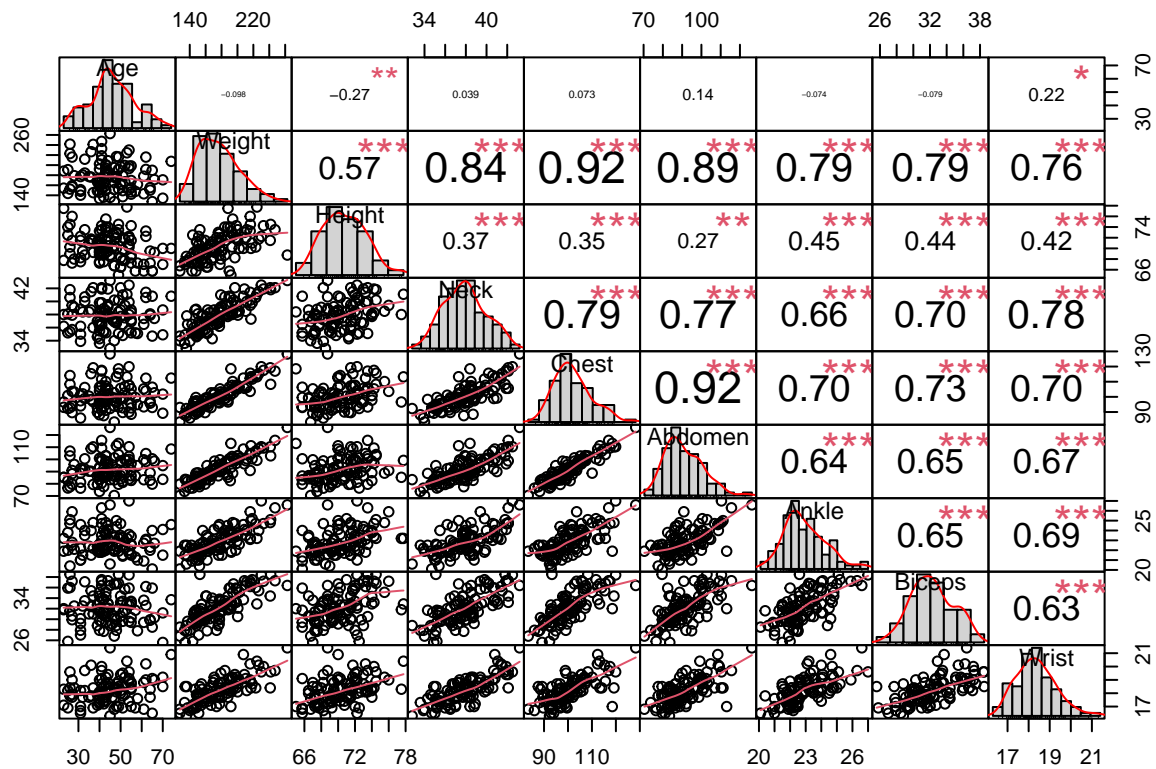 140 220 34 40 70 100 26 32 38
Age −0.098 −0.27 ** 0.039 0.073 0.14 −0.074 −0.079 0.22 * 30 70
140 260 Weight 0.57 *** 0.84 *** 0.92 *** 0.89 *** 0.79 *** 0.79 *** 0.76 ***
Height 0.37 *** 0.35 *** 0.27 ** 0.45 *** 0.44 *** 0.42 *** 66 74
34 42 Neck 0.79 *** 0.77 *** 0.66 *** 0.70 *** 0.78 ***
Chest 0.92 *** 0.70 *** 0.73 *** 0.70 *** 90 130
70 110 Abdomen 0.64 *** 0.65 *** 0.67 ***
Ankle 0.65 *** 0.69 *** 20 25
26 34 Biceps 0.63 ***
Wrist 17 21
30 50 70 66 72 78 90 110 20 23 26 17 19 21